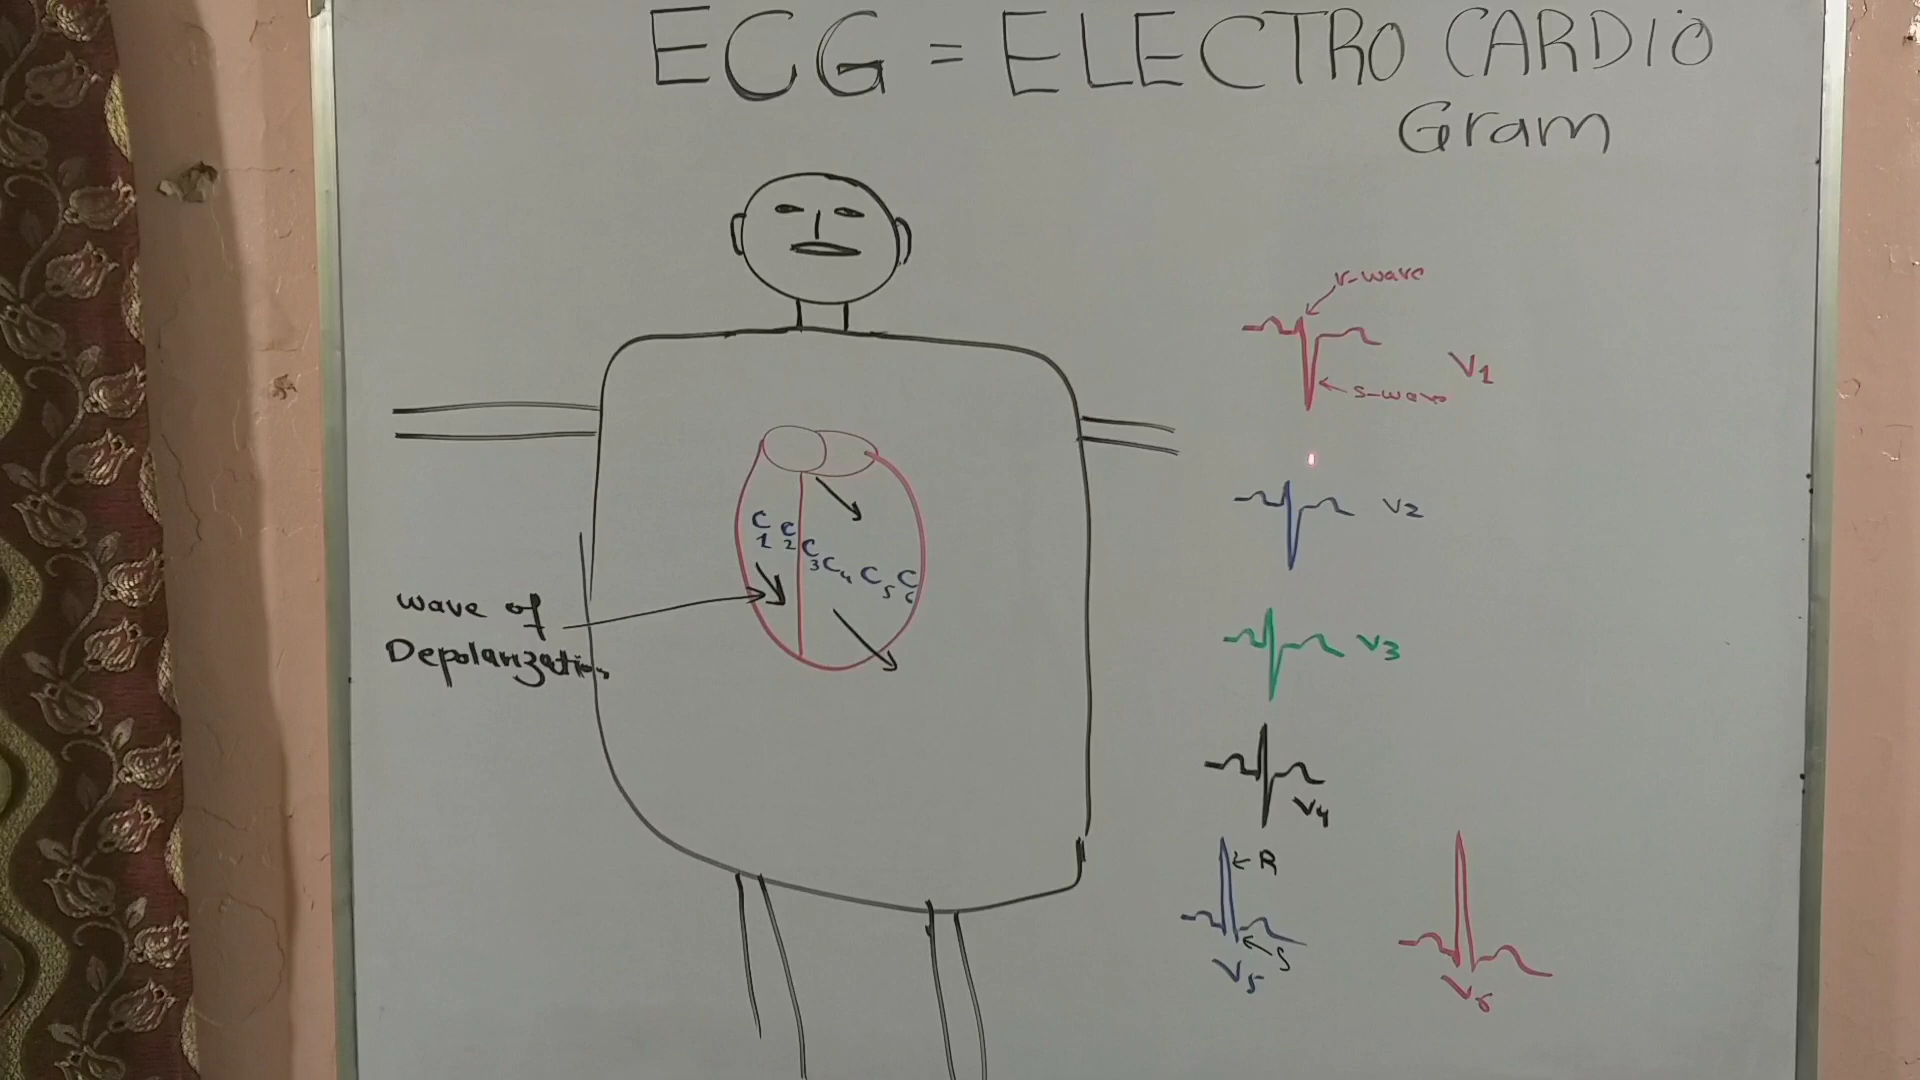 ECG = ELECTRO CARDIO
Gram
r-wave
V1
s-wave
V2
C1 C2 C3 C4 C5 C6
wave of
Depolarization
V3
V4
R
S
V5
V6